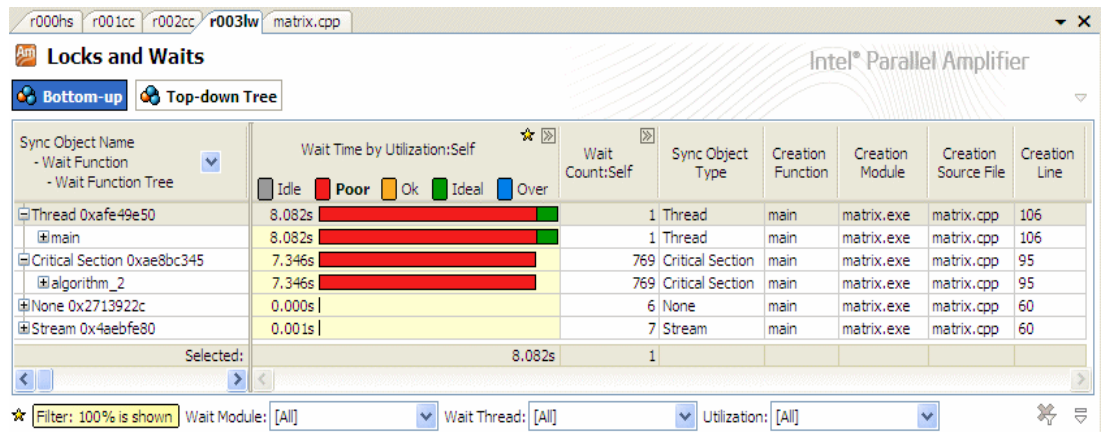 r000hs r001cc r002cc r003lw matrix.cpp
Am Locks and Waits Intel® Parallel Amplifier
Bottom-up Top-down Tree
Sync Object Name
- Wait Function
- Wait Function Tree
Wait Time by Utilization:Self
Idle Poor Ok Ideal Over
Wait
Count:Self
Sync Object
Type
Creation
Function
Creation
Module
Creation
Source File
Creation
Line
Thread 0xafe49e50 8.082s 1 Thread main matrix.exe matrix.cpp 106
main 8.082s 1 Thread main matrix.exe matrix.cpp 106
Critical Section 0xae8bc345 7.346s 769 Critical Section main matrix.exe matrix.cpp 95
algorithm_2 7.346s 769 Critical Section main matrix.exe matrix.cpp 95
None 0x2713922c 0.000s 6 None main matrix.exe matrix.cpp 60
Stream 0x4aebfe80 0.001s 7 Stream main matrix.exe matrix.cpp 60
Selected: 8.082s 1
Filter: 100% is shown Wait Module: [All] Wait Thread: [All] Utilization: [All]